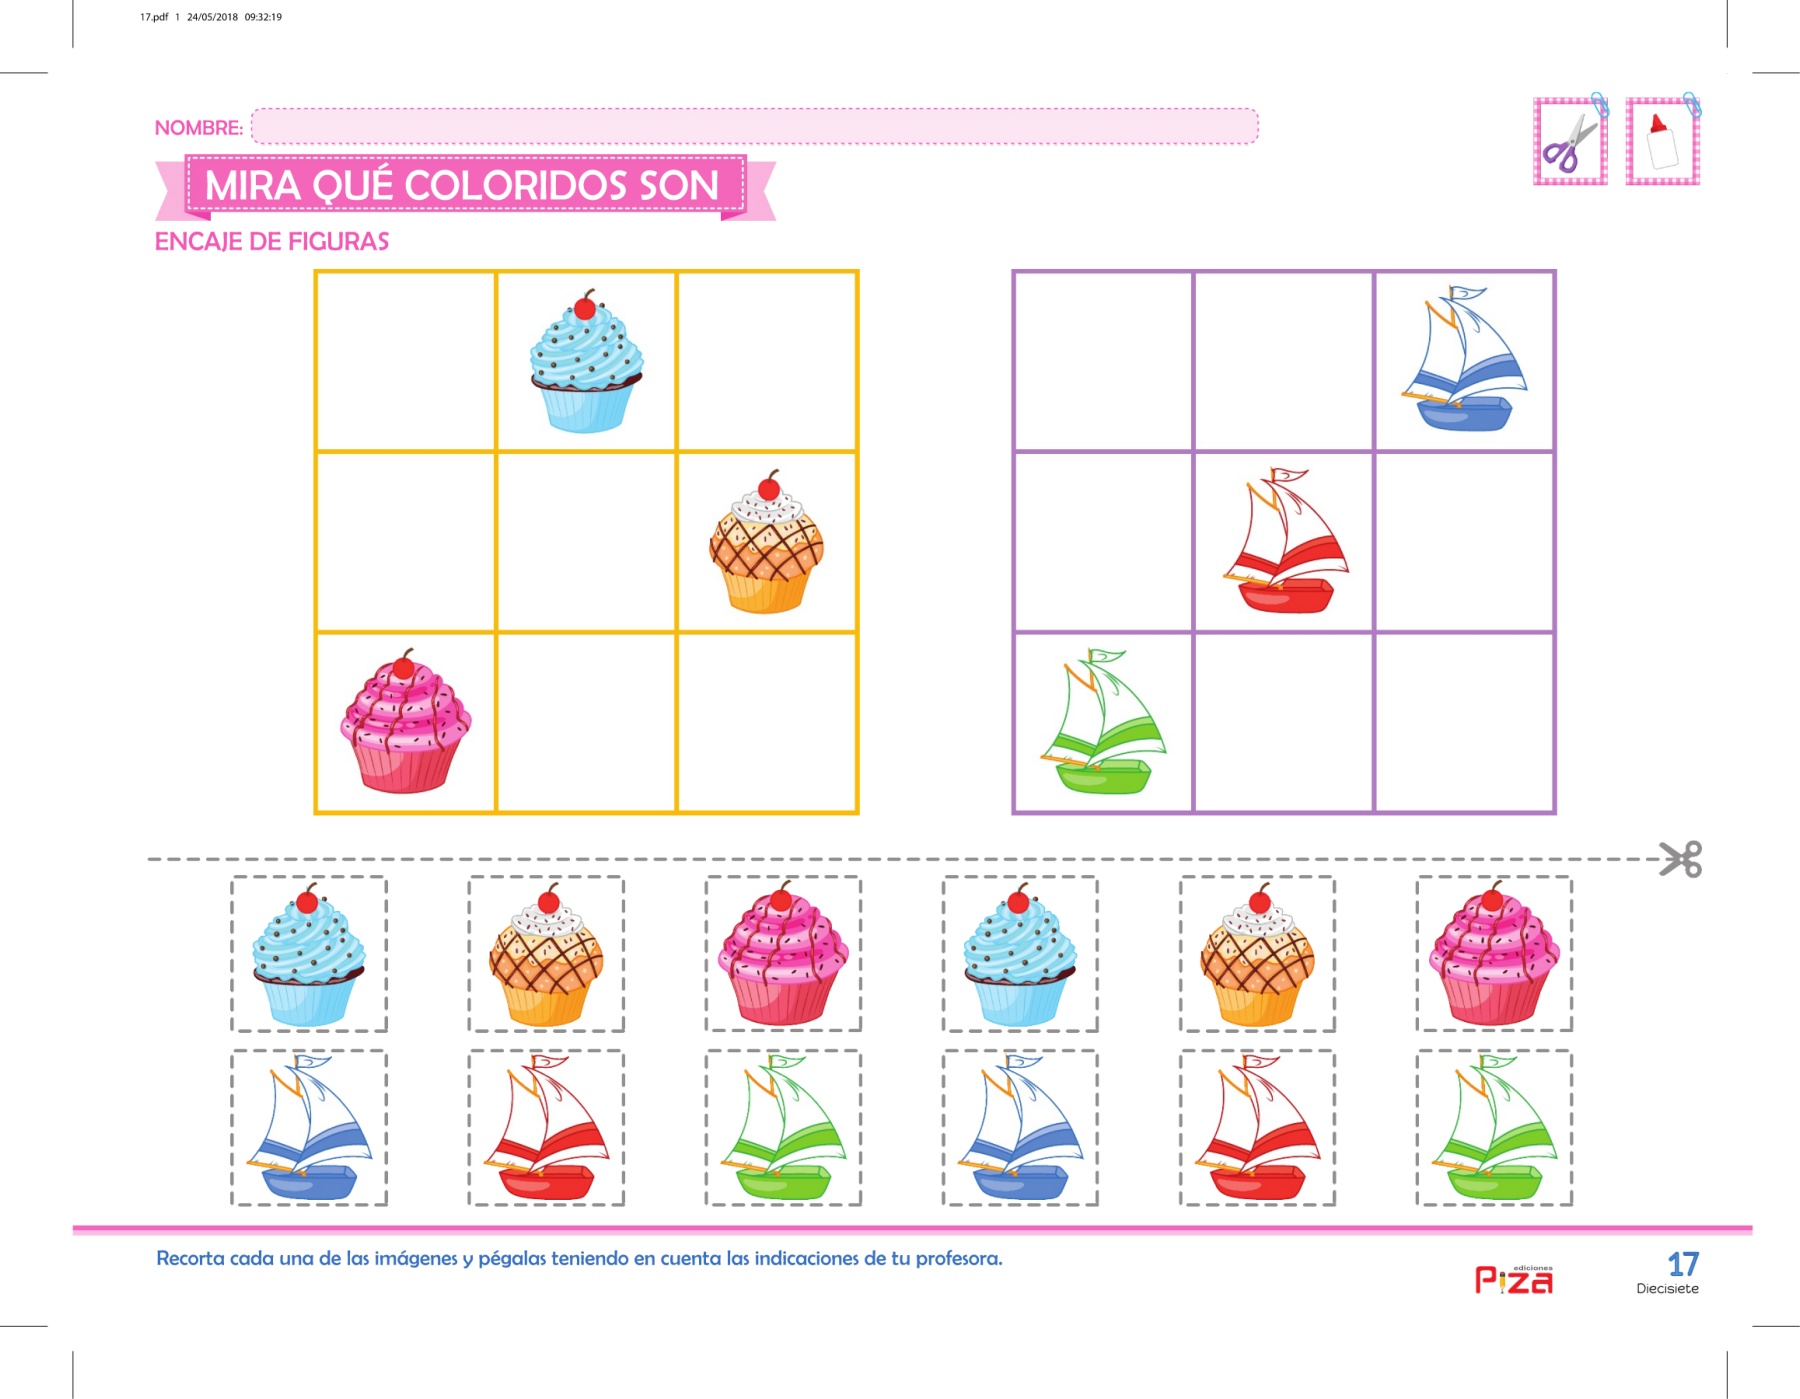 17.pdf 1 24/05/2018 09:32:19
NOMBRE:
MIRA QUÉ COLORIDOS SON
ENCAJE DE FIGURAS
Recorta cada una de las imágenes y pégalas teniendo en cuenta las indicaciones de tu profesora.
ediciones
Piza
17
Diecisiete